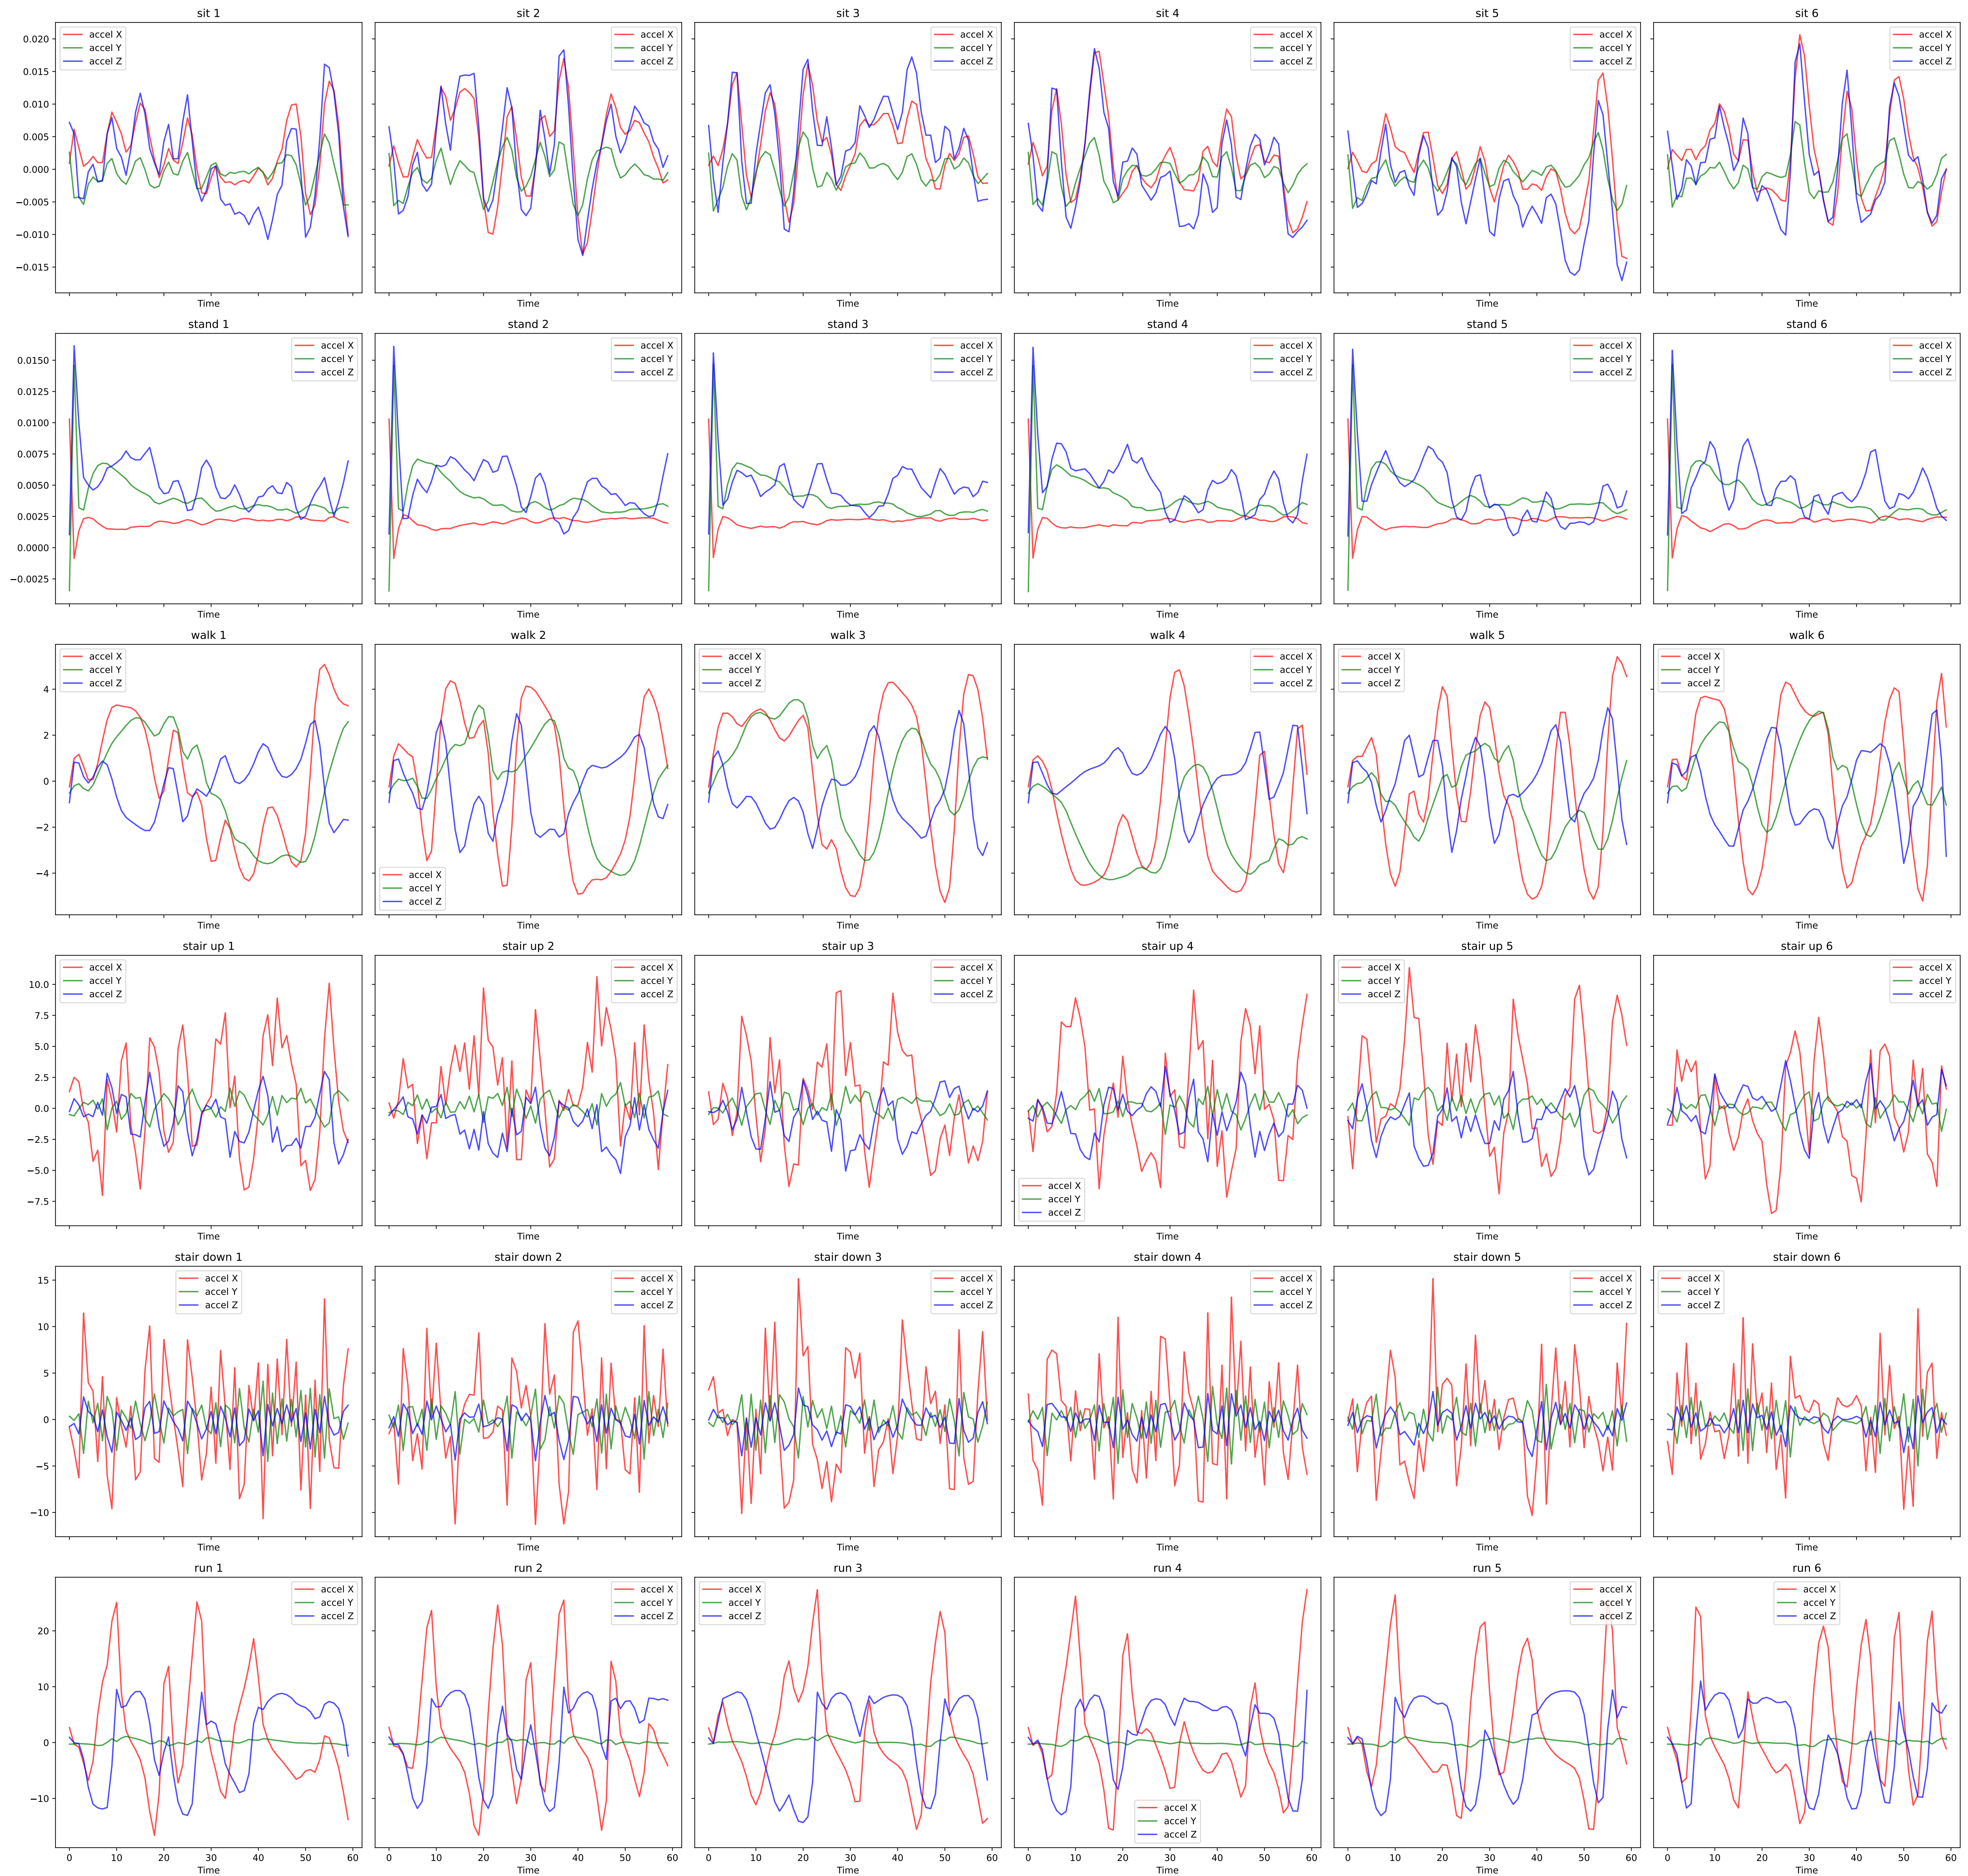 sit 1
0.020
0.015
0.010
0.005
0.000
−0.005
−0.010
−0.015
accel X
accel Y
accel Z
Time
sit 2
accel X
accel Y
accel Z
Time
sit 3
accel X
accel Y
accel Z
Time
sit 4
accel X
accel Y
accel Z
Time
sit 5
accel X
accel Y
accel Z
Time
sit 6
accel X
accel Y
accel Z
Time
stand 1
0.0150
0.0125
0.0100
0.0075
0.0050
0.0025
0.0000
−0.0025
accel X
accel Y
accel Z
Time
stand 2
accel X
accel Y
accel Z
Time
stand 3
accel X
accel Y
accel Z
Time
stand 4
accel X
accel Y
accel Z
Time
stand 5
accel X
accel Y
accel Z
Time
stand 6
accel X
accel Y
accel Z
Time
walk 1
4
2
0
−2
−4
accel X
accel Y
accel Z
Time
walk 2
accel X
accel Y
accel Z
Time
walk 3
accel X
accel Y
accel Z
Time
walk 4
accel X
accel Y
accel Z
Time
walk 5
accel X
accel Y
accel Z
Time
walk 6
accel X
accel Y
accel Z
Time
stair up 1
10.0
7.5
5.0
2.5
0.0
−2.5
−5.0
−7.5
accel X
accel Y
accel Z
Time
stair up 2
accel X
accel Y
accel Z
Time
stair up 3
accel X
accel Y
accel Z
Time
stair up 4
accel X
accel Y
accel Z
Time
stair up 5
accel X
accel Y
accel Z
Time
stair up 6
accel X
accel Y
accel Z
Time
stair down 1
15
10
5
0
−5
−10
accel X
accel Y
accel Z
Time
stair down 2
accel X
accel Y
accel Z
Time
stair down 3
accel X
accel Y
accel Z
Time
stair down 4
accel X
accel Y
accel Z
Time
stair down 5
accel X
accel Y
accel Z
Time
stair down 6
accel X
accel Y
accel Z
Time
run 1
20
10
0
−10
accel X
accel Y
accel Z
0 10 20 30 40 50 60
Time
run 2
accel X
accel Y
accel Z
0 10 20 30 40 50 60
Time
run 3
accel X
accel Y
accel Z
0 10 20 30 40 50 60
Time
run 4
accel X
accel Y
accel Z
0 10 20 30 40 50 60
Time
run 5
accel X
accel Y
accel Z
0 10 20 30 40 50 60
Time
run 6
accel X
accel Y
accel Z
0 10 20 30 40 50 60
Time